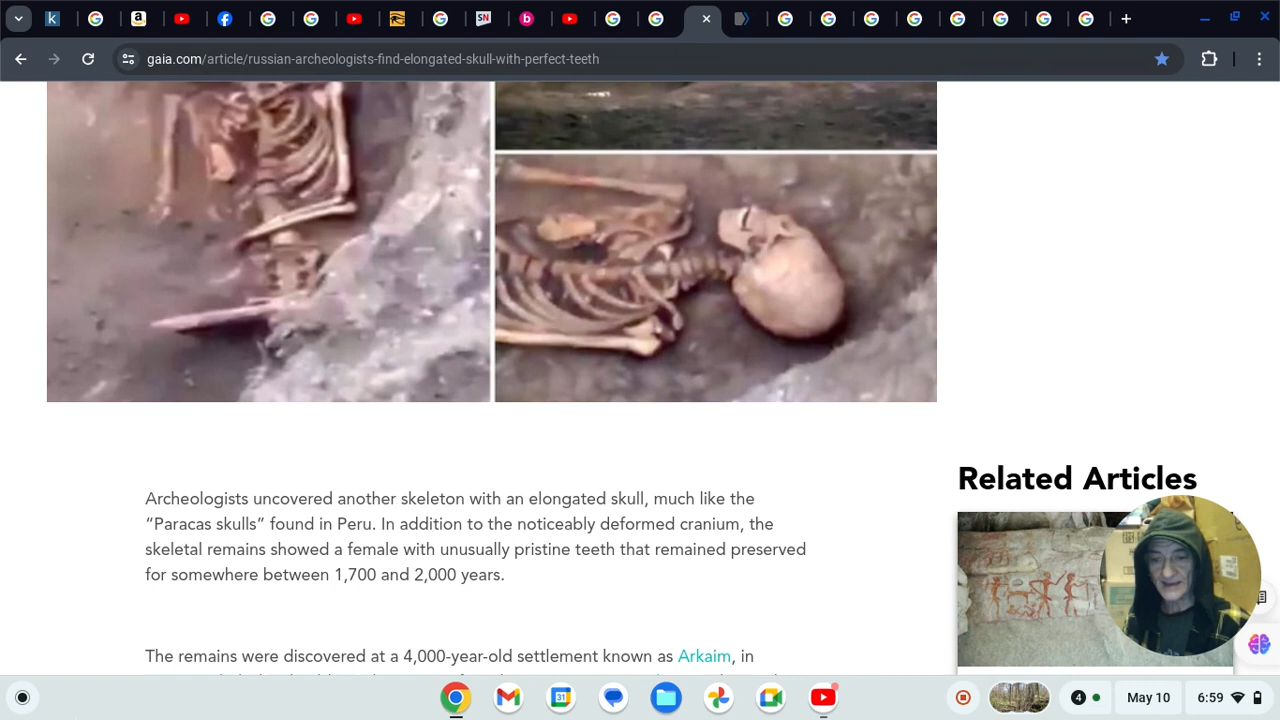 gaia.com/article/russian-archeologists-find-elongated-skull-with-perfect-teeth
Archeologists uncovered another skeleton with an elongated skull, much like the
“Paracas skulls” found in Peru. In addition to the noticeably deformed cranium, the
skeletal remains showed a female with unusually pristine teeth that remained preserved
for somewhere between 1,700 and 2,000 years.
The remains were discovered at a 4,000-year-old settlement known as Arkaim, in
Related Articles
4
May 10
6:59